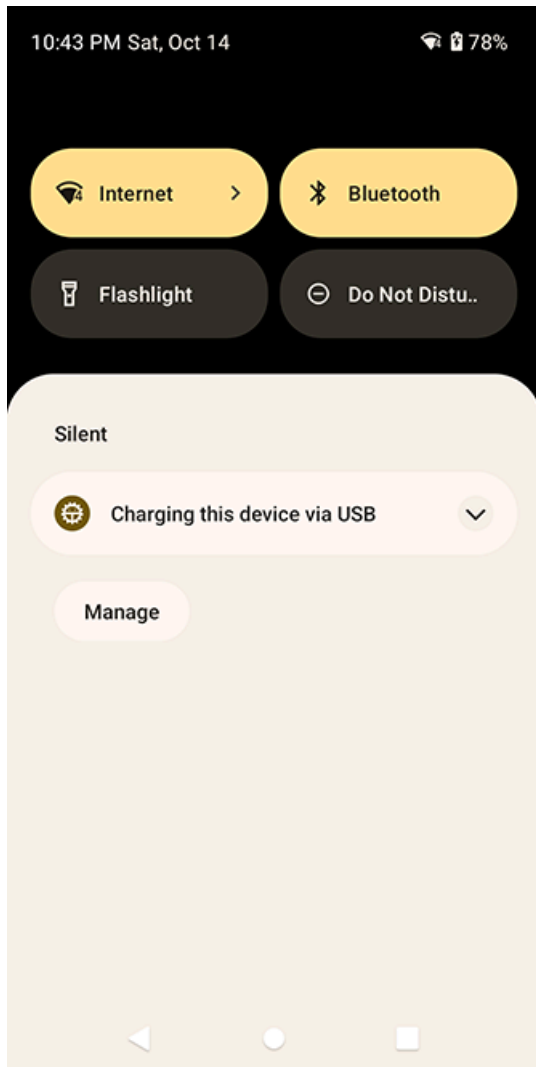 10:43 PM Sat, Oct 14 78%
Internet Bluetooth
Flashlight Do Not Distu..
Silent
Charging this device via USB
Manage